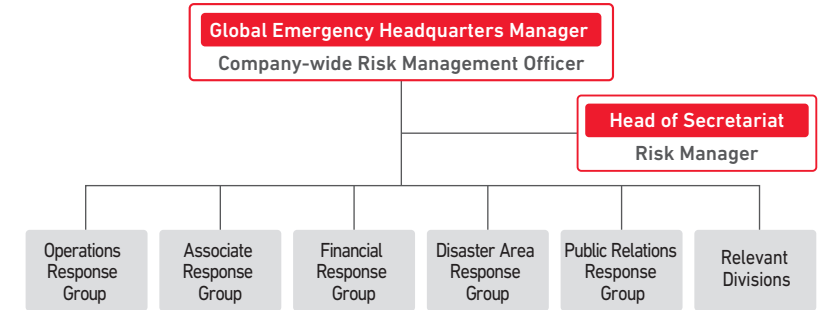 Global Emergency Headquarters Manager
Company-wide Risk Management Officer
Head of Secretariat
Risk Manager
Operations
Response
Group
Associate
Response
Group
Financial
Response
Group
Disaster Area
Response
Group
Public Relations
Response
Group
Relevant
Divisions